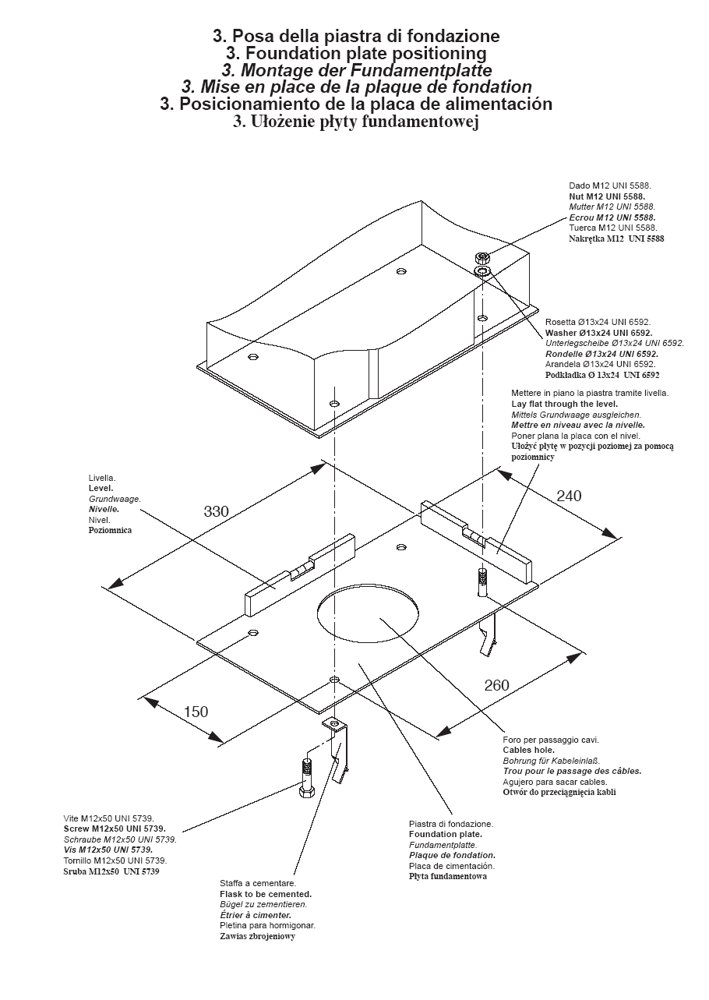 3. Posa della piastra di fondazione
3. Foundation plate positioning
3. Montage der Fundamentplatte
3. Mise en place de la plaque de fondation
3. Posicionamiento de la placa de alimentación
3. Ułożenie płyty fundamentowej
Dado M12 UNI 5588.
Nut M12 UNI 5588.
Mutter M12 UNI 5588.
Ecrou M12 UNI 5588.
Tuerca M12 UNI 5588.
Nakrętka M12 UNI 5588
Rosetta Ø13x24 UNI 6592.
Washer Ø13x24 UNI 6592.
Unterlegscheibe Ø13x24 UNI 6592.
Rondelle Ø13x24 UNI 6592.
Arandela Ø13x24 UNI 6592.
Podkładka Ø 13x24 UNI 6592
Mettere in piano la piastra tramite livella.
Lay flat through the level.
Mittels Grundwaage ausgleichen.
Mettre en niveau avec la nivelle.
Poner plana la placa con el nivel.
Ułożyć płytę w pozycji poziomej za pomocą
poziomnicy
Livella.
Level.
Grundwaage.
Nivelle.
Nivel.
Poziomnica
330
240
150
260
Foro per passaggio cavi.
Cables hole.
Bohrung für Kabeleinlaß.
Trou pour le passage des câbles.
Agujero para sacar cables.
Otwór do przeciągnięcia kabli
Vite M12x50 UNI 5739.
Screw M12x50 UNI 5739.
Schraube M12x50 UNI 5739.
Vis M12x50 UNI 5739.
Tornillo M12x50 UNI 5739.
Śruba M12x50 UNI 5739
Piastra di fondazione.
Foundation plate.
Fundamentplatte.
Plaque de fondation.
Placa de cimentación.
Płyta fundamentowa
Staffa a cementare.
Flask to be cemented.
Bügel zu zementieren.
Étrier à cimenter.
Pletina para hormigonar.
Zawias zbrojeniowy